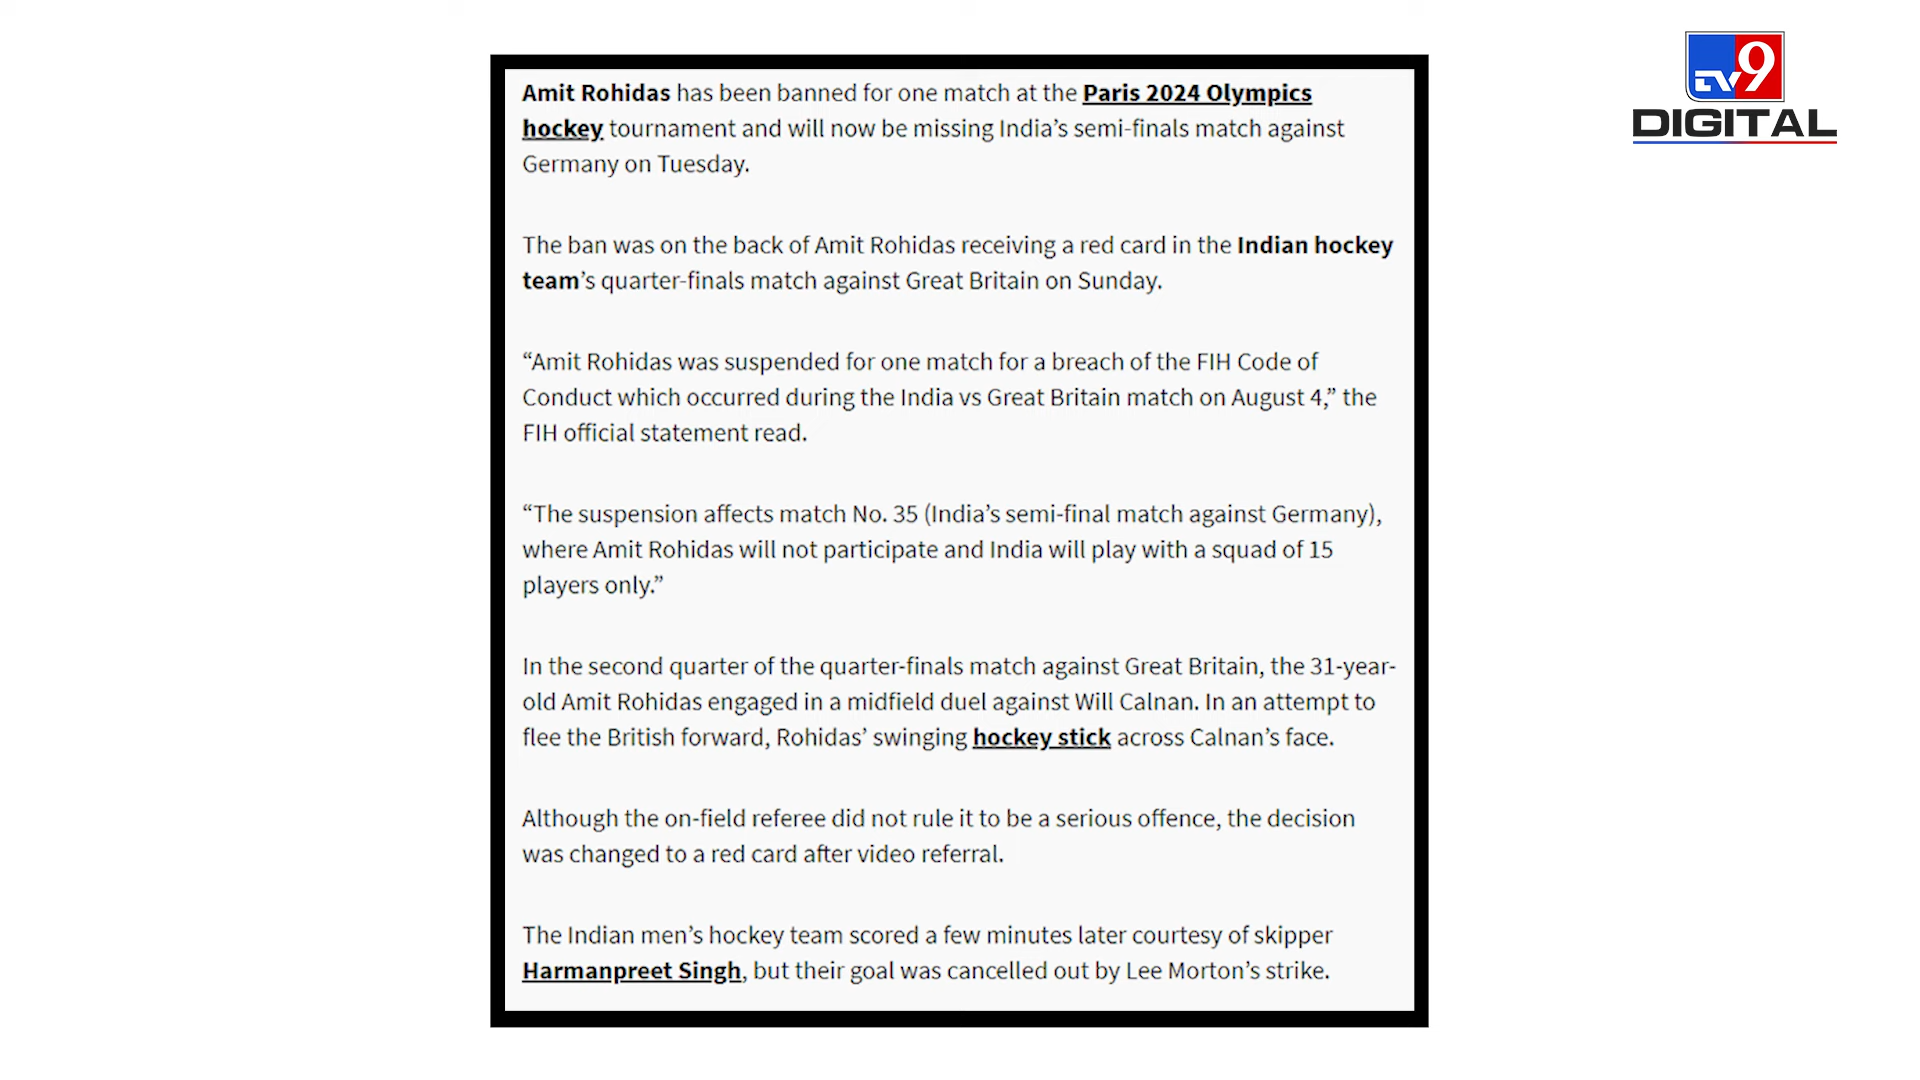 TV9
DIGITAL
Amit Rohidas has been banned for one match at the Paris 2024 Olympics
hockey tournament and will now be missing India’s semi-finals match against
Germany on Tuesday.
The ban was on the back of Amit Rohidas receiving a red card in the Indian hockey
team’s quarter-finals match against Great Britain on Sunday.
“Amit Rohidas was suspended for one match for a breach of the FIH Code of
Conduct which occurred during the India vs Great Britain match on August 4,” the
FIH official statement read.
“The suspension affects match No. 35 (India’s semi-final match against Germany),
where Amit Rohidas will not participate and India will play with a squad of 15
players only.”
In the second quarter of the quarter-finals match against Great Britain, the 31-year-
old Amit Rohidas engaged in a midfield duel against Will Calnan. In an attempt to
flee the British forward, Rohidas’ swinging hockey stick across Calnan’s face.
Although the on-field referee did not rule it to be a serious offence, the decision
was changed to a red card after video referral.
The Indian men’s hockey team scored a few minutes later courtesy of skipper
Harmanpreet Singh, but their goal was cancelled out by Lee Morton’s strike.